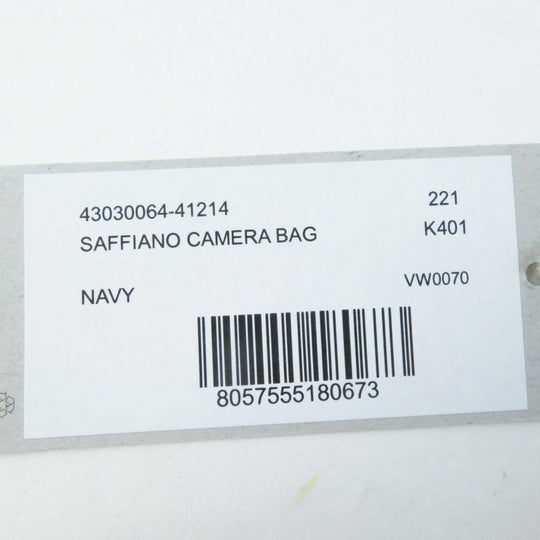 43030064-41214 221
SAFFIANO CAMERA BAG K401
NAVY VW0070
8057555180673